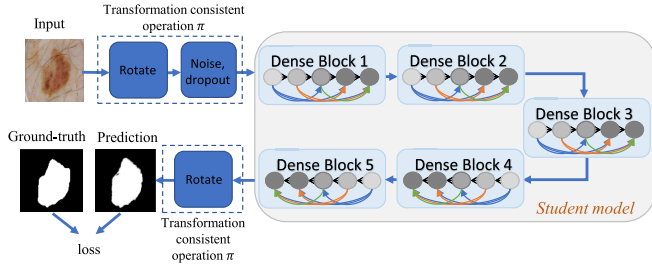 Input
Transformation consistent
operation π
Rotate
Noise,
dropout
Dense Block 1
Dense Block 2
Dense Block 3
Ground-truth
Prediction
Rotate
Dense Block 5
Dense Block 4
Transformation
consistent
operation π
Student model
loss